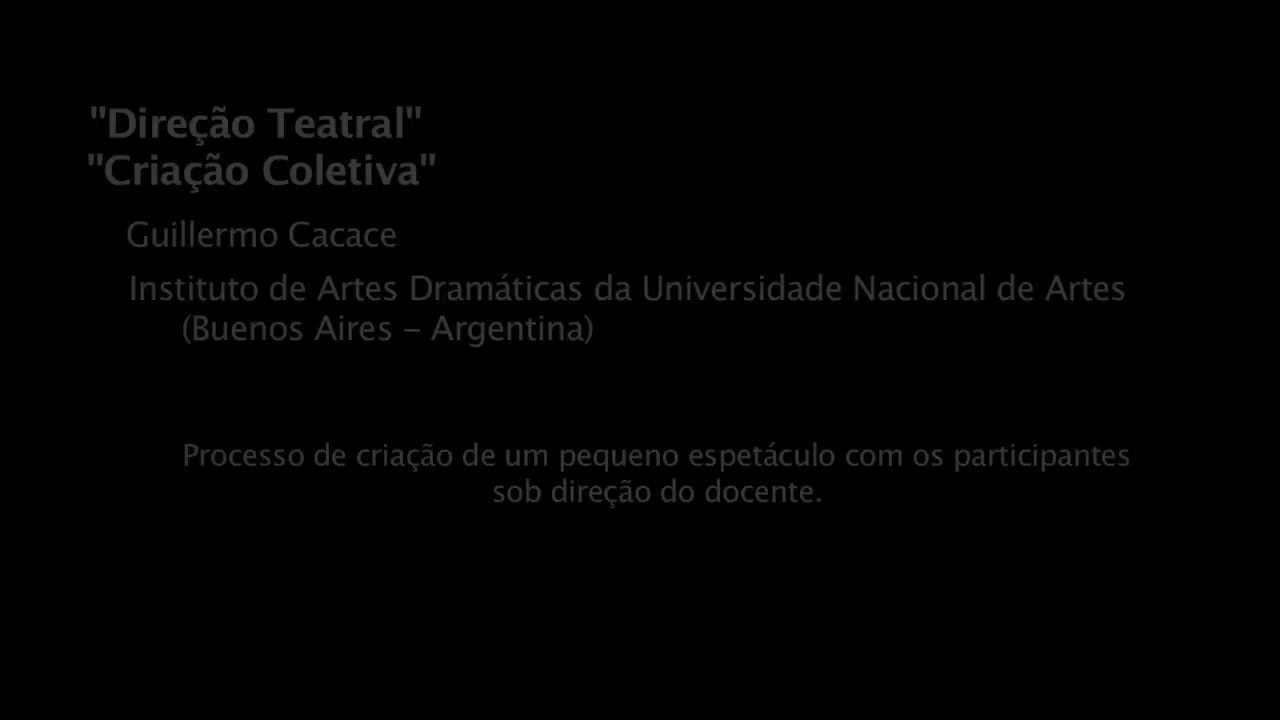 "Direção Teatral"
"Criação Coletiva"
Guillermo Cacace
Instituto de Artes Dramáticas da Universidade Nacional de Artes
(Buenos Aires - Argentina)
Processo de criação de um pequeno espetáculo com os participantes
sob direção do docente.